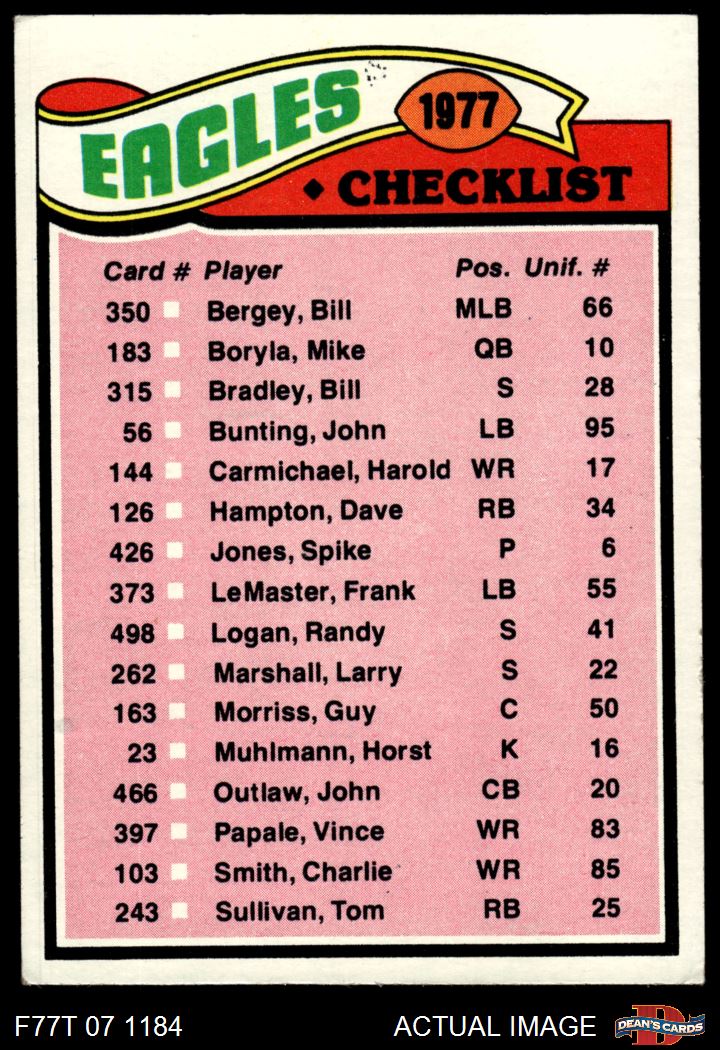 EAGLES
1977
CHECKLIST
Card # Player Pos. Unif. #
350 Bergey, Bill MLB 66
183 Boryla, Mike QB 10
315 Bradley, Bill S 28
56 Bunting, John LB 95
144 Carmichael, Harold WR 17
126 Hampton, Dave RB 34
426 Jones, Spike P 6
373 LeMaster, Frank LB 55
498 Logan, Randy S 41
262 Marshall, Larry S 22
163 Morriss, Guy C 50
23 Muhlmann, Horst K 16
466 Outlaw, John CB 20
397 Papale, Vince WR 83
103 Smith, Charlie WR 85
243 Sullivan, Tom RB 25
F77T 07 1184 ACTUAL IMAGE D DEAN'S CARDS